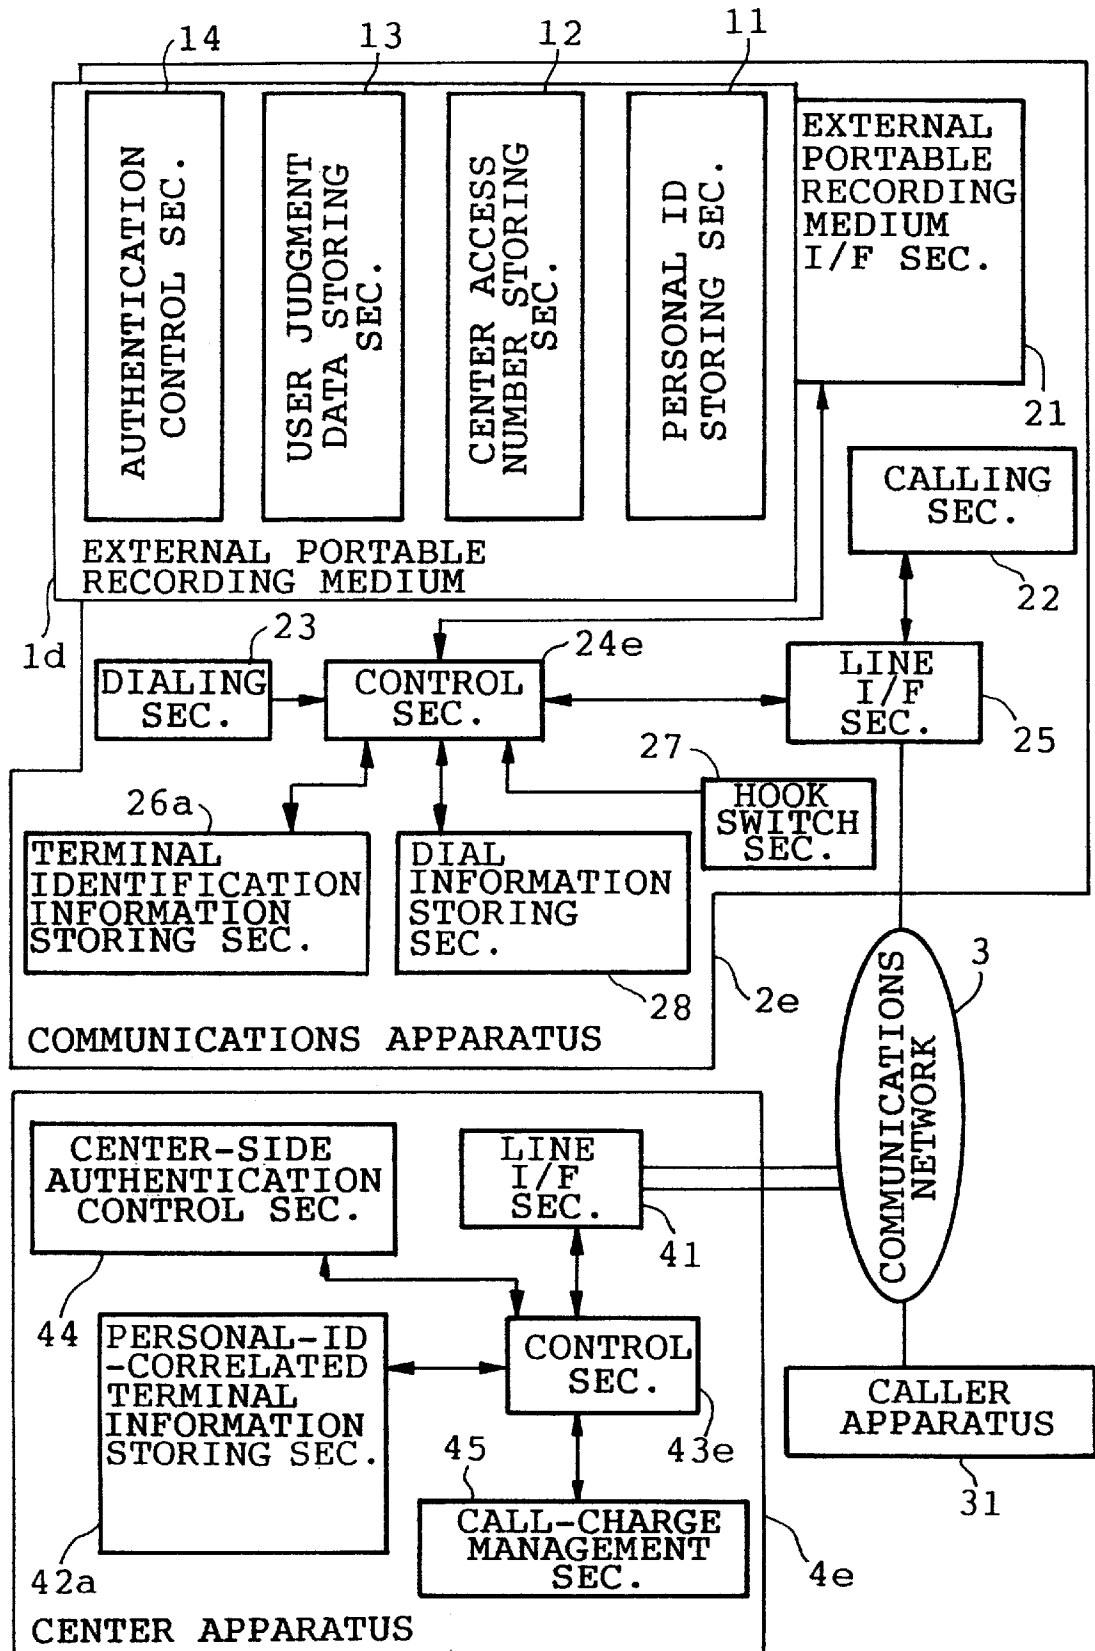 14
13
12
11
AUTHENTICATION
CONTROL SEC.
USER JUDGMENT
DATA STORING
SEC.
CENTER ACCESS
NUMBER STORING
SEC.
PERSONAL ID
STORING SEC.
EXTERNAL
PORTABLE
RECORDING
MEDIUM
I/F SEC.
21
CALLING
SEC.
22
EXTERNAL PORTABLE
RECORDING MEDIUM
1d
23
24e
DIALING
SEC.
CONTROL
SEC.
LINE
I/F
SEC.
25
27
HOOK
SWITCH
SEC.
26a
TERMINAL
IDENTIFICATION
INFORMATION
STORING SEC.
DIAL
INFORMATION
STORING
SEC.
28
2e
COMMUNICATIONS APPARATUS
3
COMMUNICATIONS
NETWORK
CENTER-SIDE
AUTHENTICATION
CONTROL SEC.
44
LINE
I/F
SEC.
41
PERSONAL-ID
-CORRELATED
TERMINAL
INFORMATION
STORING SEC.
42a
CONTROL
SEC.
43e
CALLER
APPARATUS
31
45
CALL-CHARGE
MANAGEMENT
SEC.
4e
CENTER APPARATUS